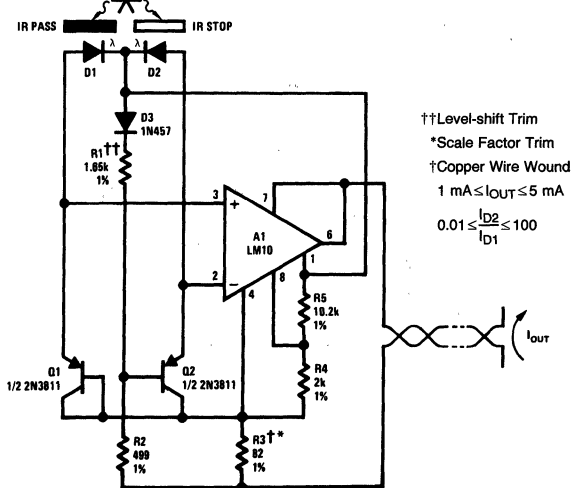 IR PASS
IR STOP
λ λ
D1
D2
D3
1N457
R1††
1.65k
1%
††Level-shift Trim
*Scale Factor Trim
†Copper Wire Wound
1 mA ≤ IOUT ≤ 5 mA
0.01 ≤ ID2/ID1 ≤ 100
3
+
7
A1
LM10
6
1
2
−
4
8
R5
10.2k
1%
R4
2k
1%
IOUT
Q1
1/2 2N3811
Q2
1/2 2N3811
R2
499
1%
R3†*
82
1%